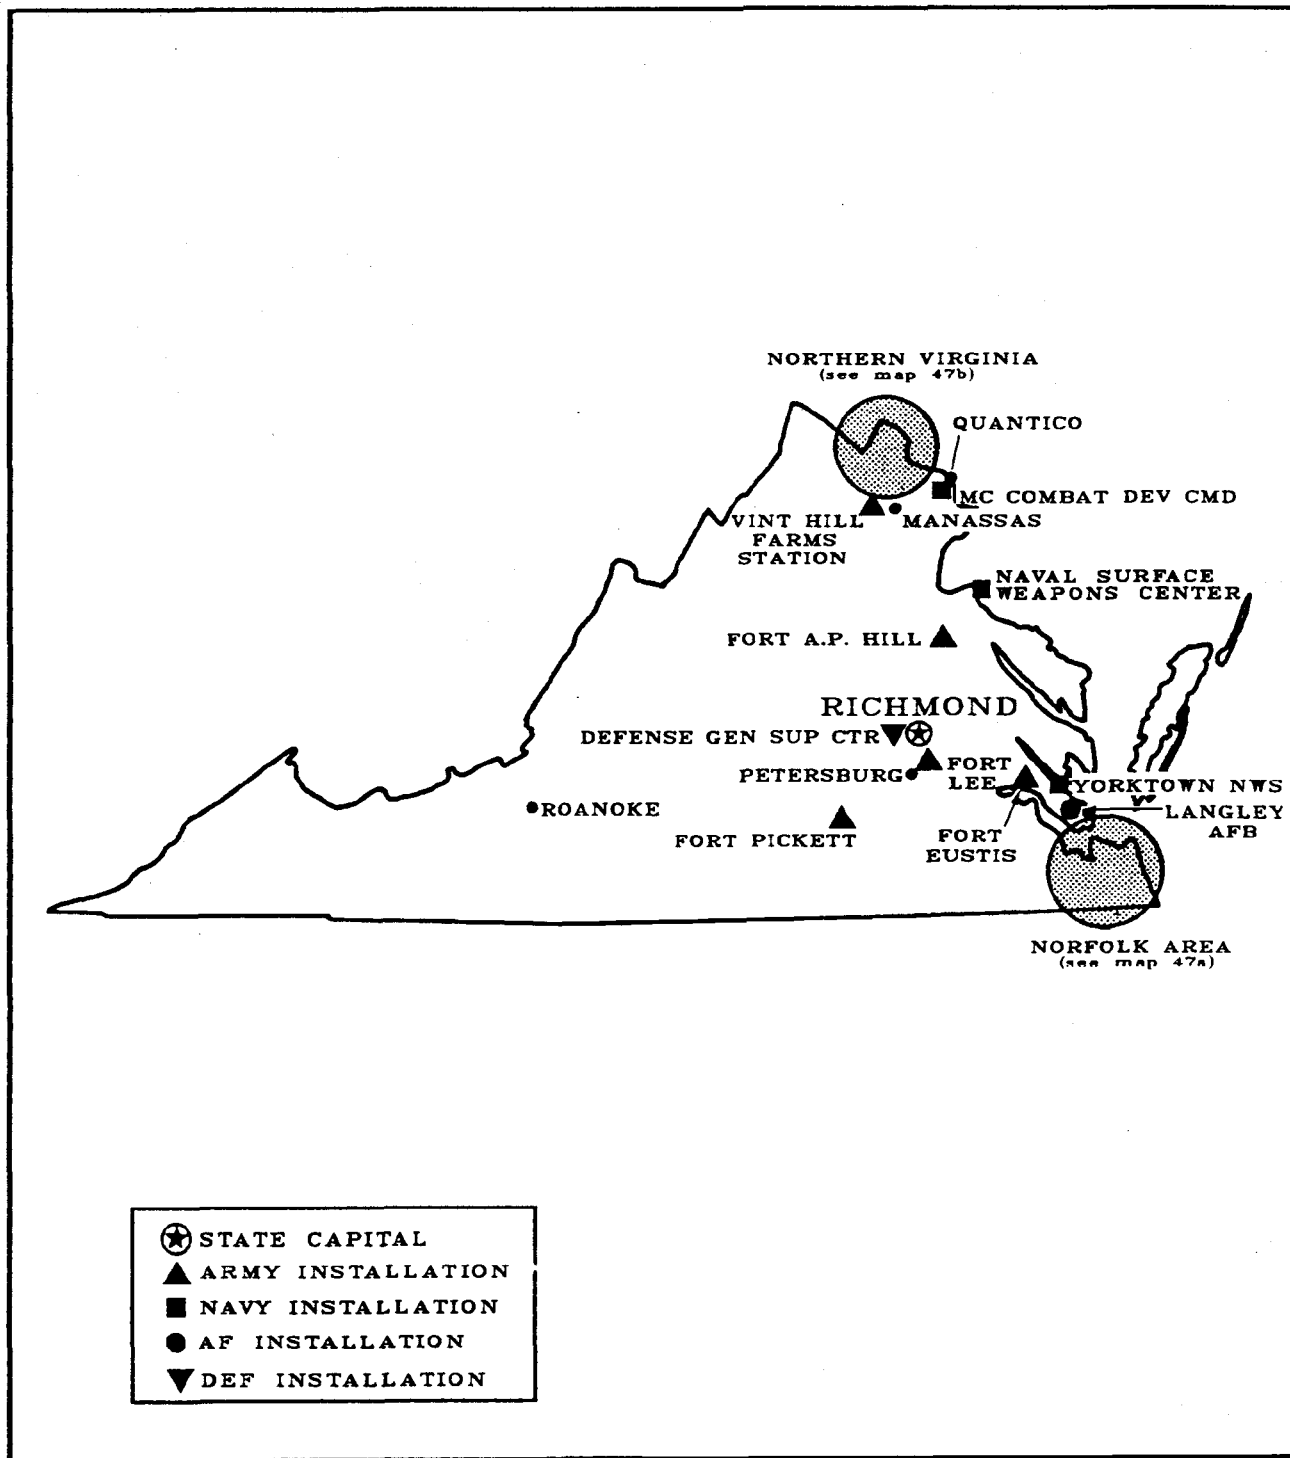 NORTHERN VIRGINIA
(see map 47b)
QUANTICO
MC COMBAT DEV CMD
VINT HILL
FARMS
STATION
MANASSAS
NAVAL SURFACE
WEAPONS CENTER
FORT A.P. HILL
RICHMOND
DEFENSE GEN SUP CTR
PETERSBURG
FORT
LEE
YORKTOWN NWS
ROANOKE
LANGLEY
AFB
FORT PICKETT
FORT
EUSTIS
NORFOLK AREA
(see map 47a)
STATE CAPITAL
ARMY INSTALLATION
NAVY INSTALLATION
AF INSTALLATION
DEF INSTALLATION